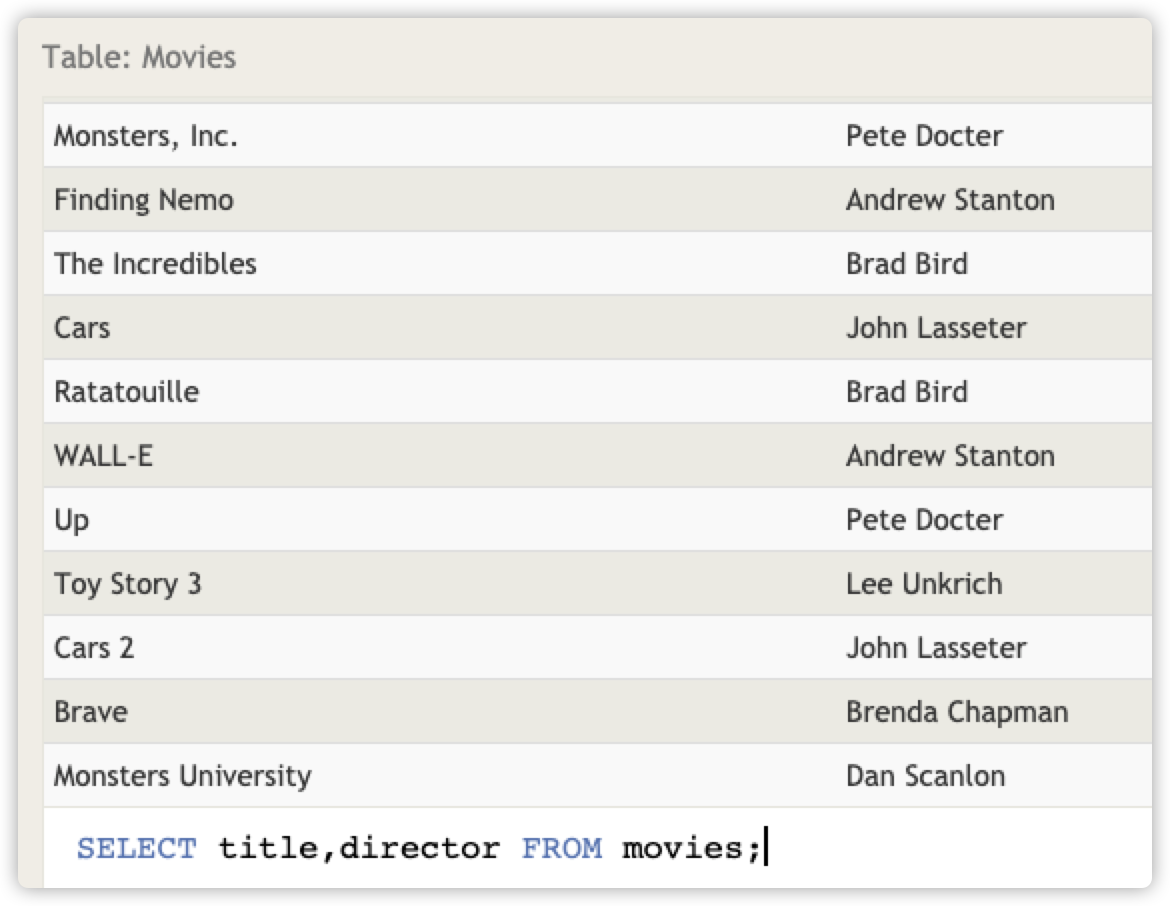 Table: Movies
Monsters, Inc. Pete Docter
Finding Nemo Andrew Stanton
The Incredibles Brad Bird
Cars John Lasseter
Ratatouille Brad Bird
WALL-E Andrew Stanton
Up Pete Docter
Toy Story 3 Lee Unkrich
Cars 2 John Lasseter
Brave Brenda Chapman
Monsters University Dan Scanlon
SELECT title,director FROM movies;